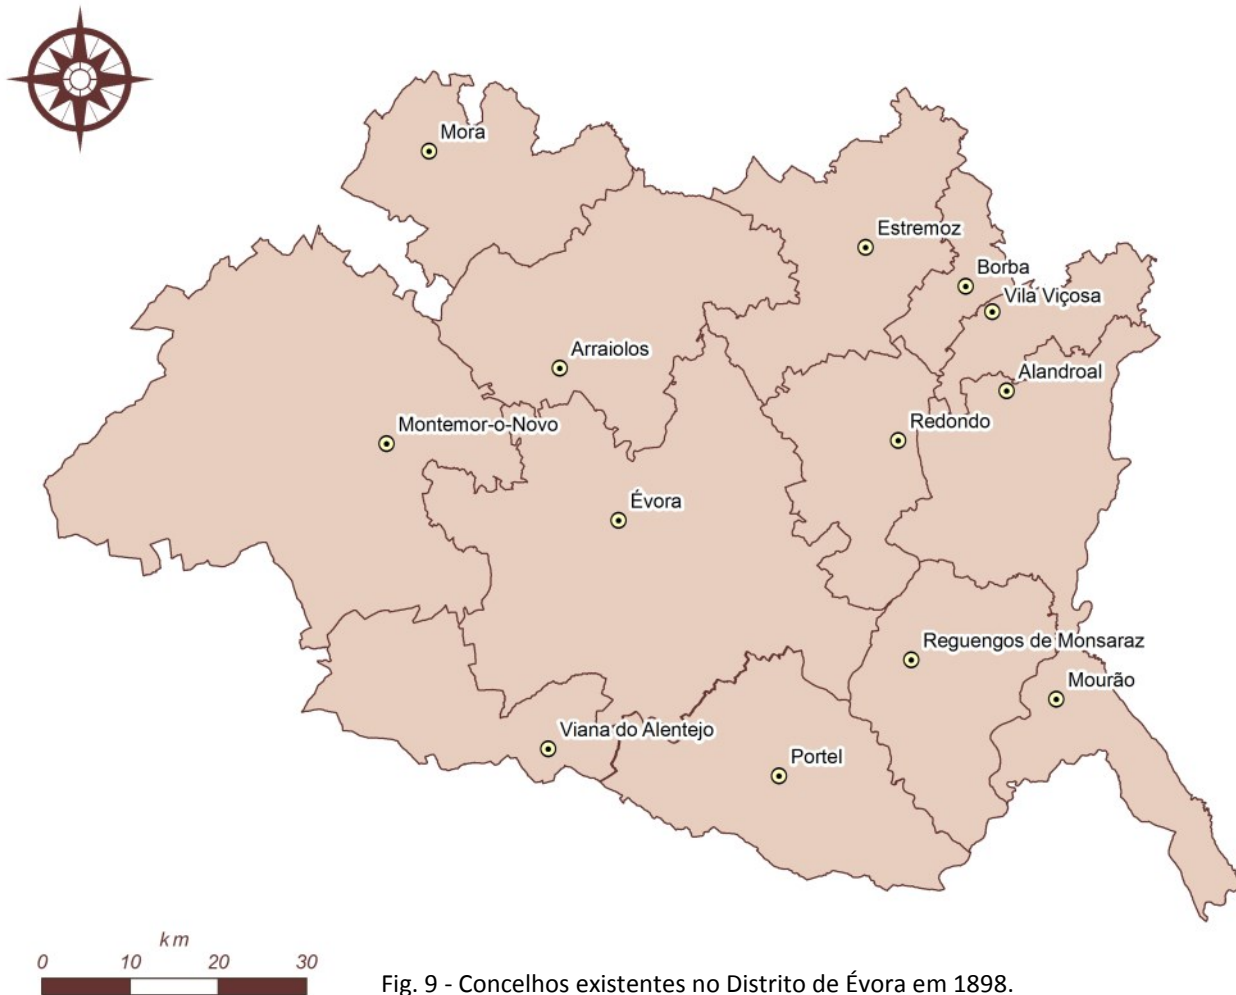 Mora
Estremoz
Borba
Vila Viçosa
Arraiolos
Alandroal
Montemor-o-Novo
Redondo
Évora
Reguengos de Monsaraz
Mourão
Viana do Alentejo
Portel
km
0 10 20 30
Fig. 9 - Concelhos existentes no Distrito de Évora em 1898.